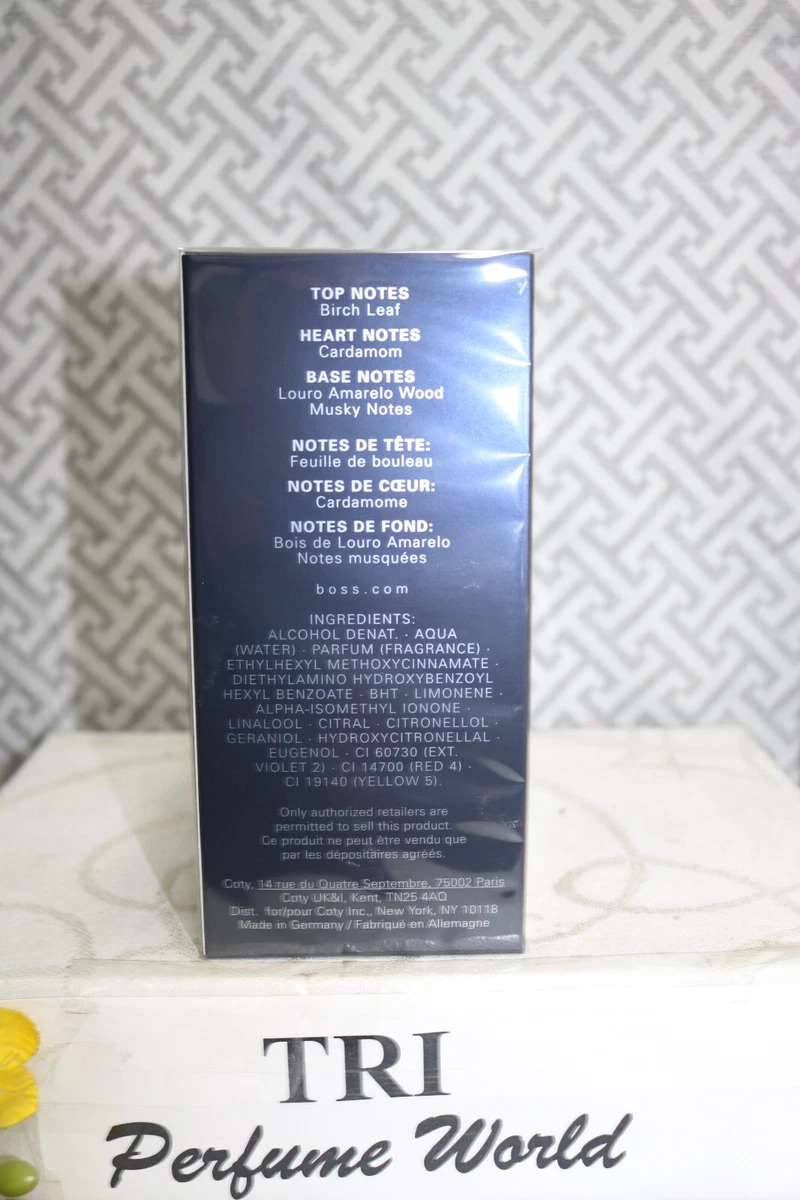 TOP NOTES
Birch Leaf
HEART NOTES
Cardamom
BASE NOTES
Louro Amarelo Wood
Musky Notes
NOTES DE TÊTE:
Feuille de bouleau
NOTES DE CŒUR:
Cardamome
NOTES DE FOND:
Bois de Louro Amarelo
Notes musquées
boss.com
INGREDIENTS:
ALCOHOL DENAT. · AQUA
(WATER) · PARFUM (FRAGRANCE) ·
ETHYLHEXYL METHOXYCINNAMATE ·
DIETHYLAMINO HYDROXYBENZOYL
HEXYL BENZOATE · BHT · LIMONENE ·
ALPHA-ISOMETHYL IONONE ·
LINALOOL · CITRAL · CITRONELLOL ·
GERANIOL · HYDROXYCITRONELLAL ·
EUGENOL · CI 60730 (EXT.
VIOLET 2) · CI 14700 (RED 4) ·
CI 19140 (YELLOW 5).
Only authorized retailers are
permitted to sell this product.
Ce produit ne peut être vendu que
par les dépositaires agréés.
Coty, 14 rue du Quatre Septembre, 75002 Paris
Coty UK&I, Kent, TN25 4AQ
Dist. for/pour Coty Inc., New York, NY 10118
Made in Germany / Fabriqué en Allemagne
TRI
Perfume World